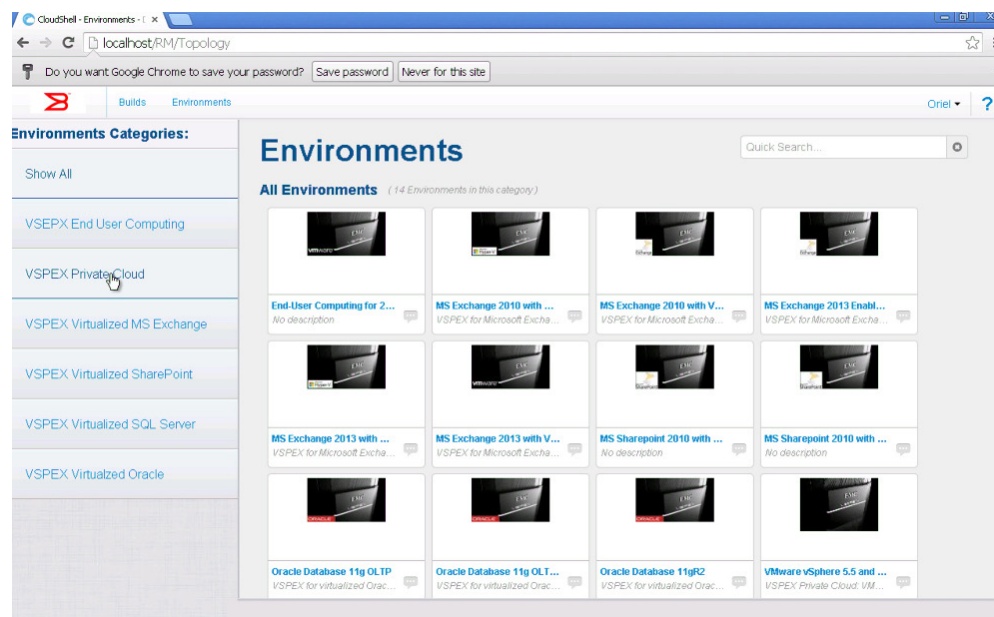 CloudShell - Environments - [
localhost/RM/Topology
Do you want Google Chrome to save your password? Save password Never for this site
Builds Environments Oriel ?
Environments Categories:
Show All
VSEPX End User Computing
VSPEX Private Cloud
VSPEX Virtualized MS Exchange
VSPEX Virtualized SharePoint
VSPEX Virtualized SQL Server
VSPEX Virtualzed Oracle
Environments
Quick Search...
All Environments ( 14 Environments in this category )
End-User Computing for 2...
No description
MS Exchange 2010 with ...
VSPEX for Microsoft Excha...
MS Exchange 2010 with V...
VSPEX for Microsoft Excha...
MS Exchange 2013 Enabl...
VSPEX for Microsoft Excha...
MS Exchange 2013 with ...
VSPEX for Microsoft Excha...
MS Exchange 2013 with V...
VSPEX for Microsoft Excha...
MS Sharepoint 2010 with ...
No description
MS Sharepoint 2010 with ...
No description
ORACLE
Oracle Database 11g OLTP
VSPEX for virtualized Orac...
ORACLE
Oracle Database 11g OLT...
VSPEX for virtualized Orac...
ORACLE
Oracle Database 11gR2
VSPEX for virtualized Orac...
EMC
VMware vSphere 5.5 and ...
VSPEX Private Cloud: VM...